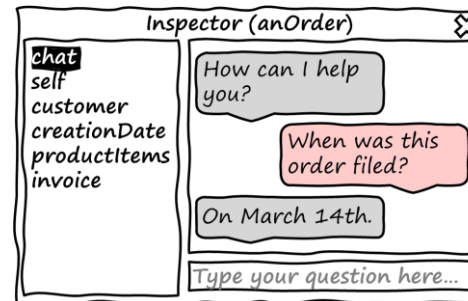 Inspector (anOrder)
chat
self
customer
creationDate
productItems
invoice
How can I help
you?
When was this
order filed?
On March 14th.
Type your question here...